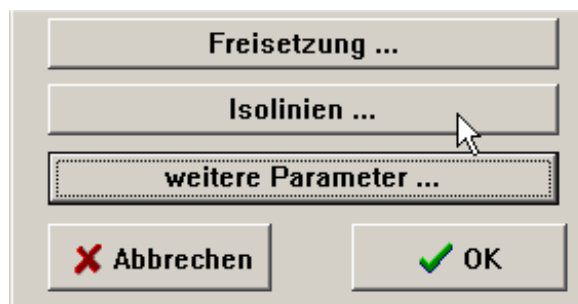 Freisetzung ...
Isolinien ...
weitere Parameter ...
Abbrechen
OK